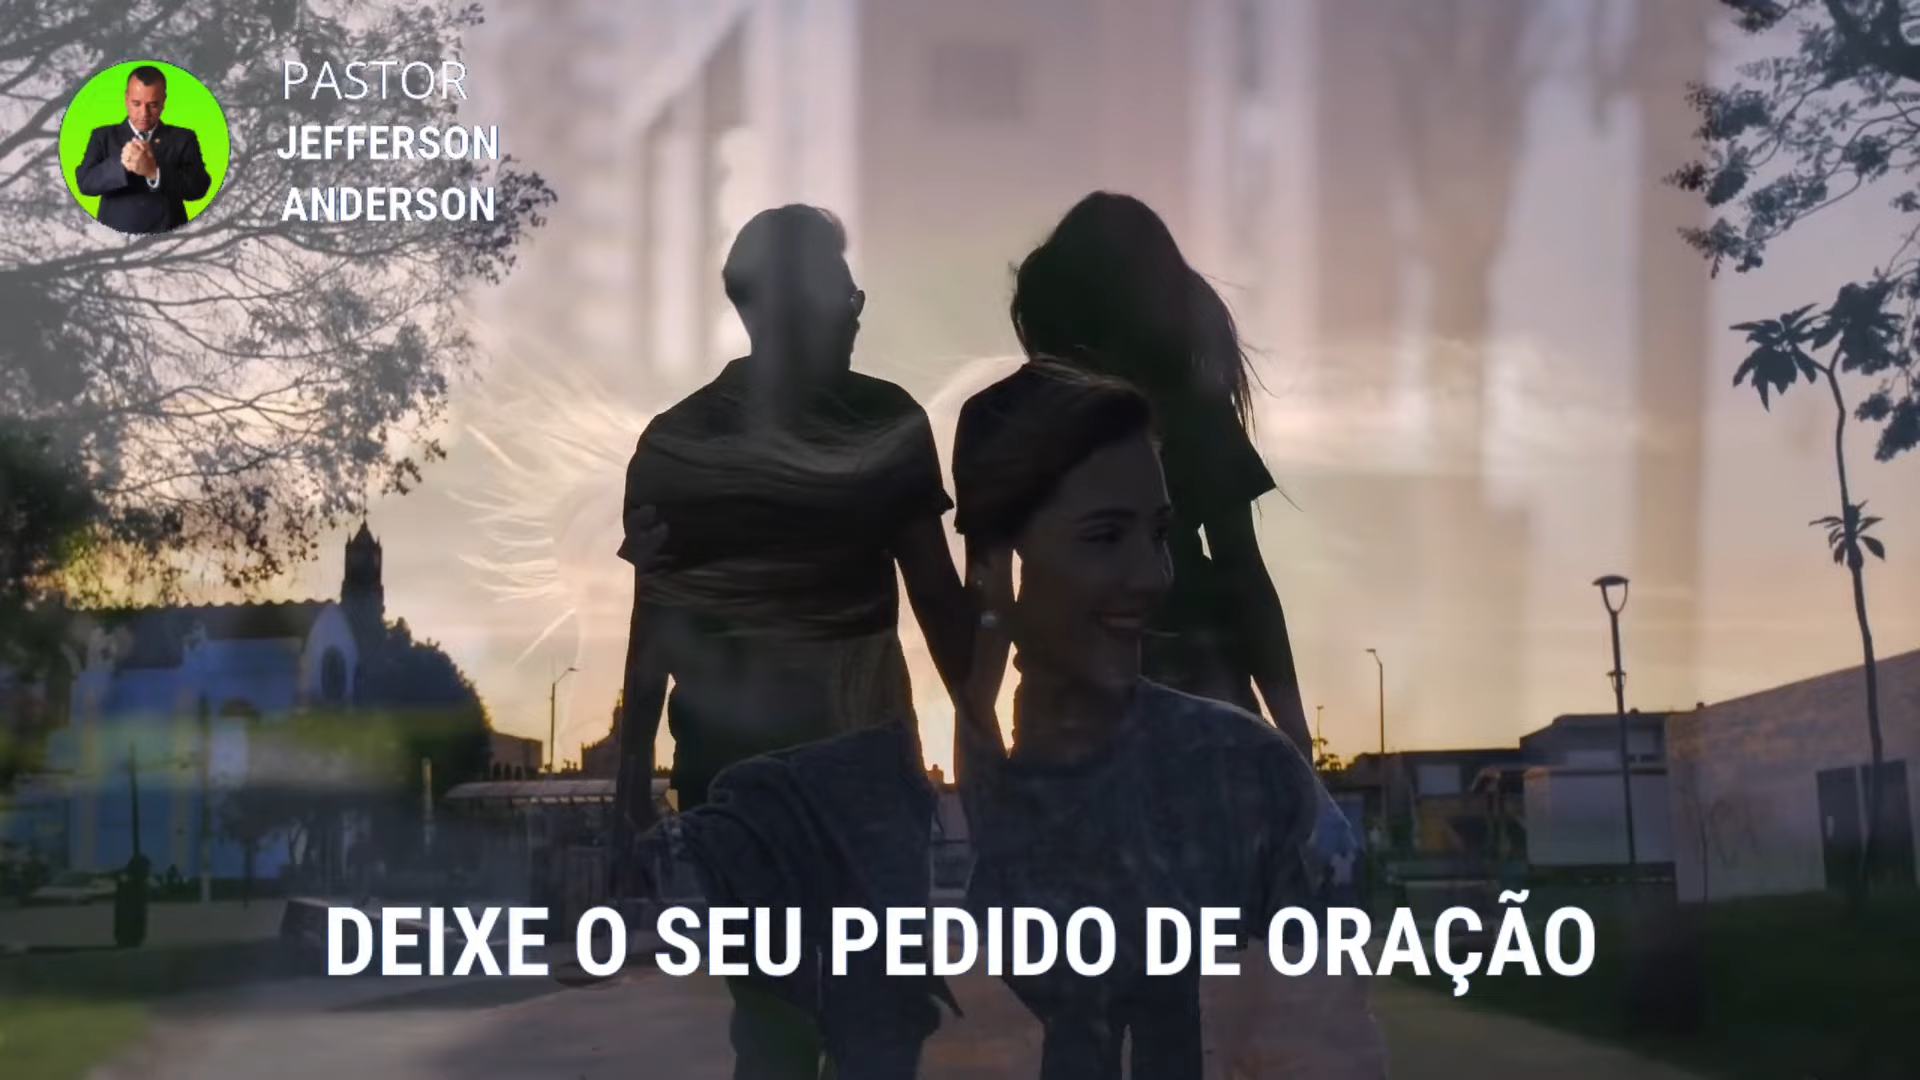 PASTOR
JEFFERSON
ANDERSON
DEIXE O SEU PEDIDO DE ORAÇÃO